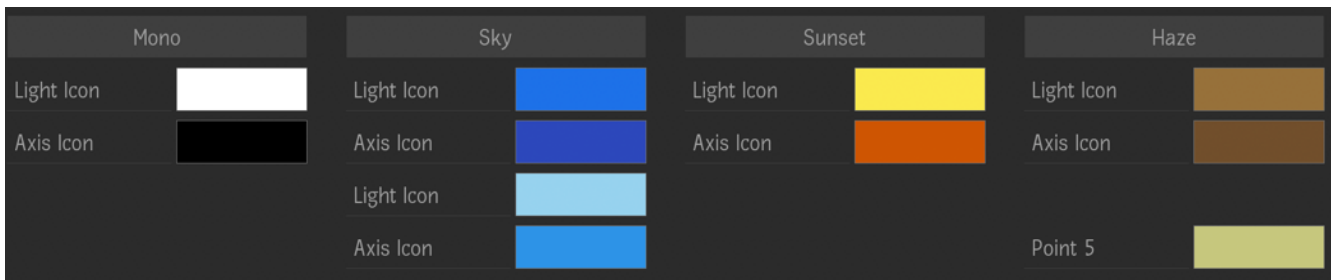 Mono Sky Sunset Haze
Light Icon Light Icon Light Icon Light Icon
Axis Icon Axis Icon Axis Icon Axis Icon
Light Icon
Axis Icon Point 5